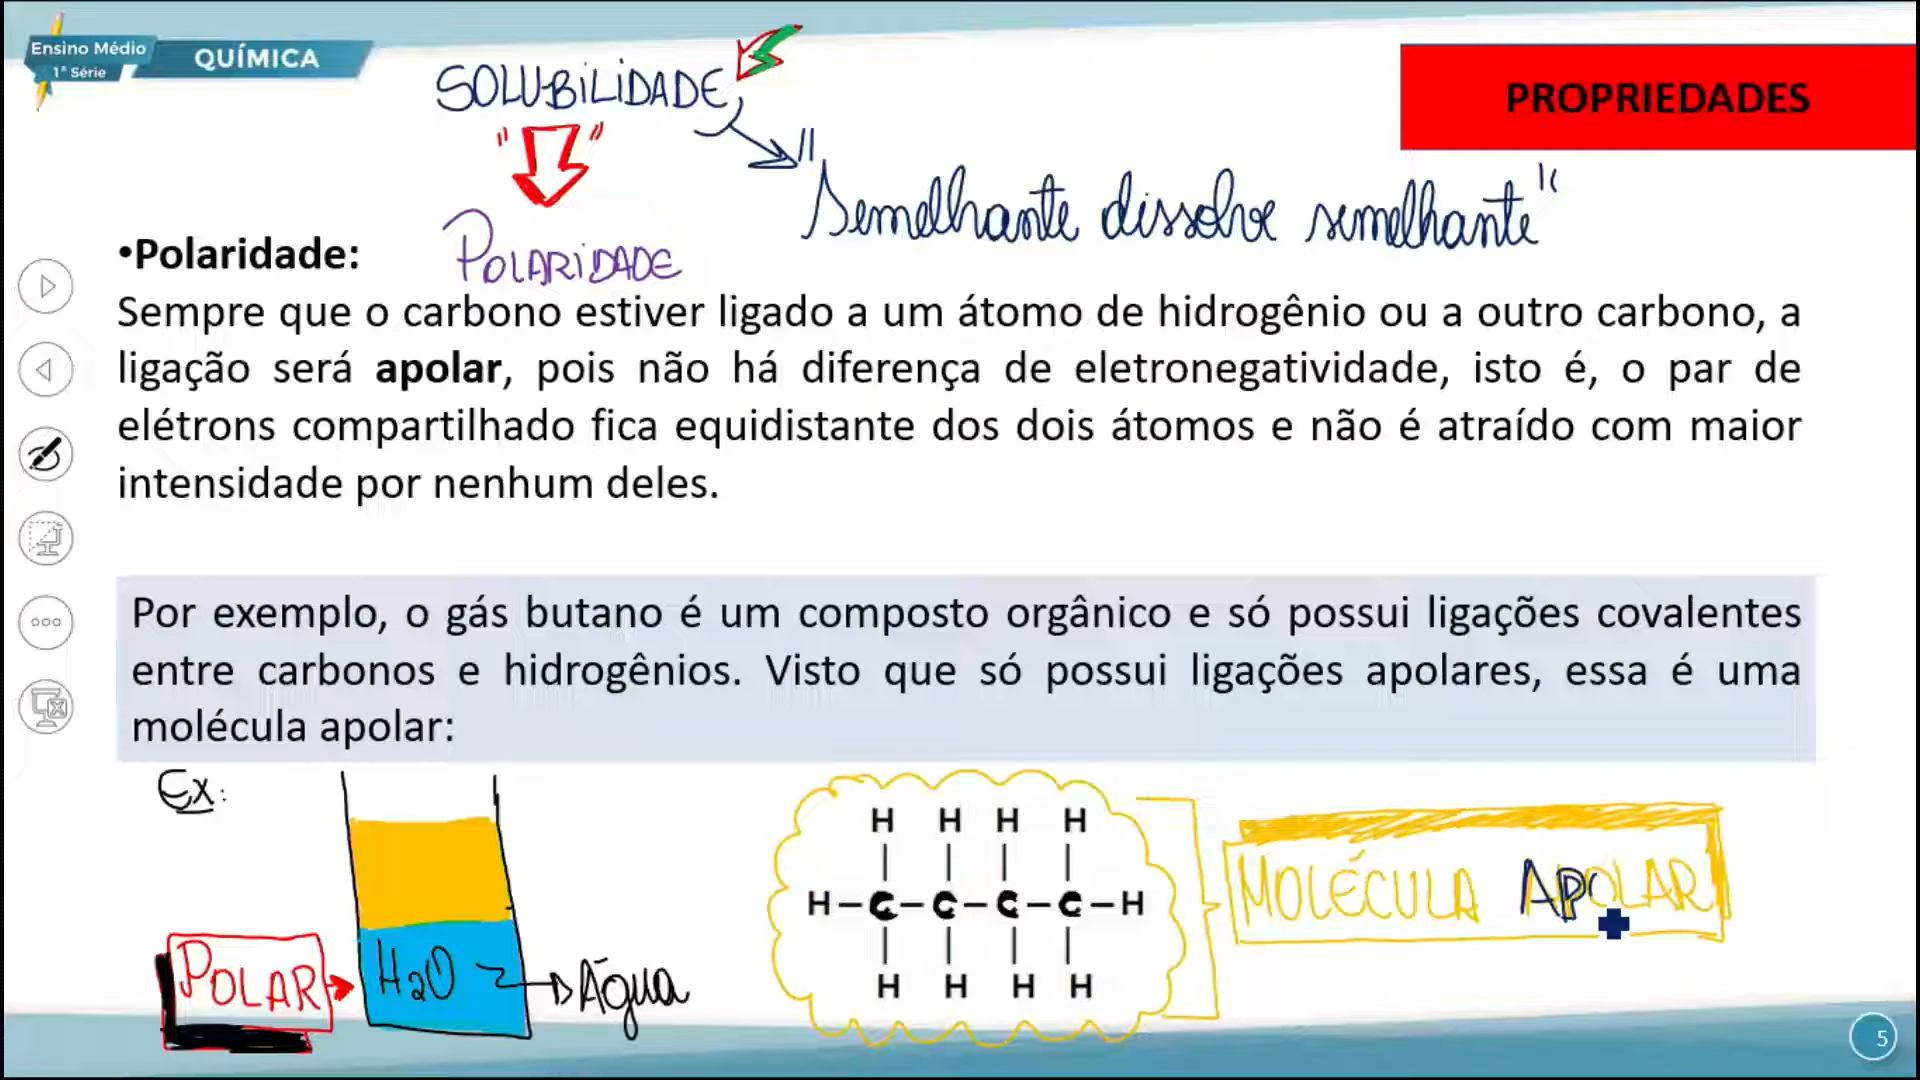 Ensino Médio
1ª Série
QUÍMICA
SOLUBILIDADE
PROPRIEDADES
"Semelhante dissolve semelhante"
•Polaridade:
POLARIDADE
Sempre que o carbono estiver ligado a um átomo de hidrogênio ou a outro carbono, a
ligação será apolar, pois não há diferença de eletronegatividade, isto é, o par de
elétrons compartilhado fica equidistante dos dois átomos e não é atraído com maior
intensidade por nenhum deles.
Por exemplo, o gás butano é um composto orgânico e só possui ligações covalentes
entre carbonos e hidrogênios. Visto que só possui ligações apolares, essa é uma
molécula apolar:
Ex:
H H H H
H-C-C-C-C-H
H H H H
MOLÉCULA APOLAR
POLAR
H2O
Água
5